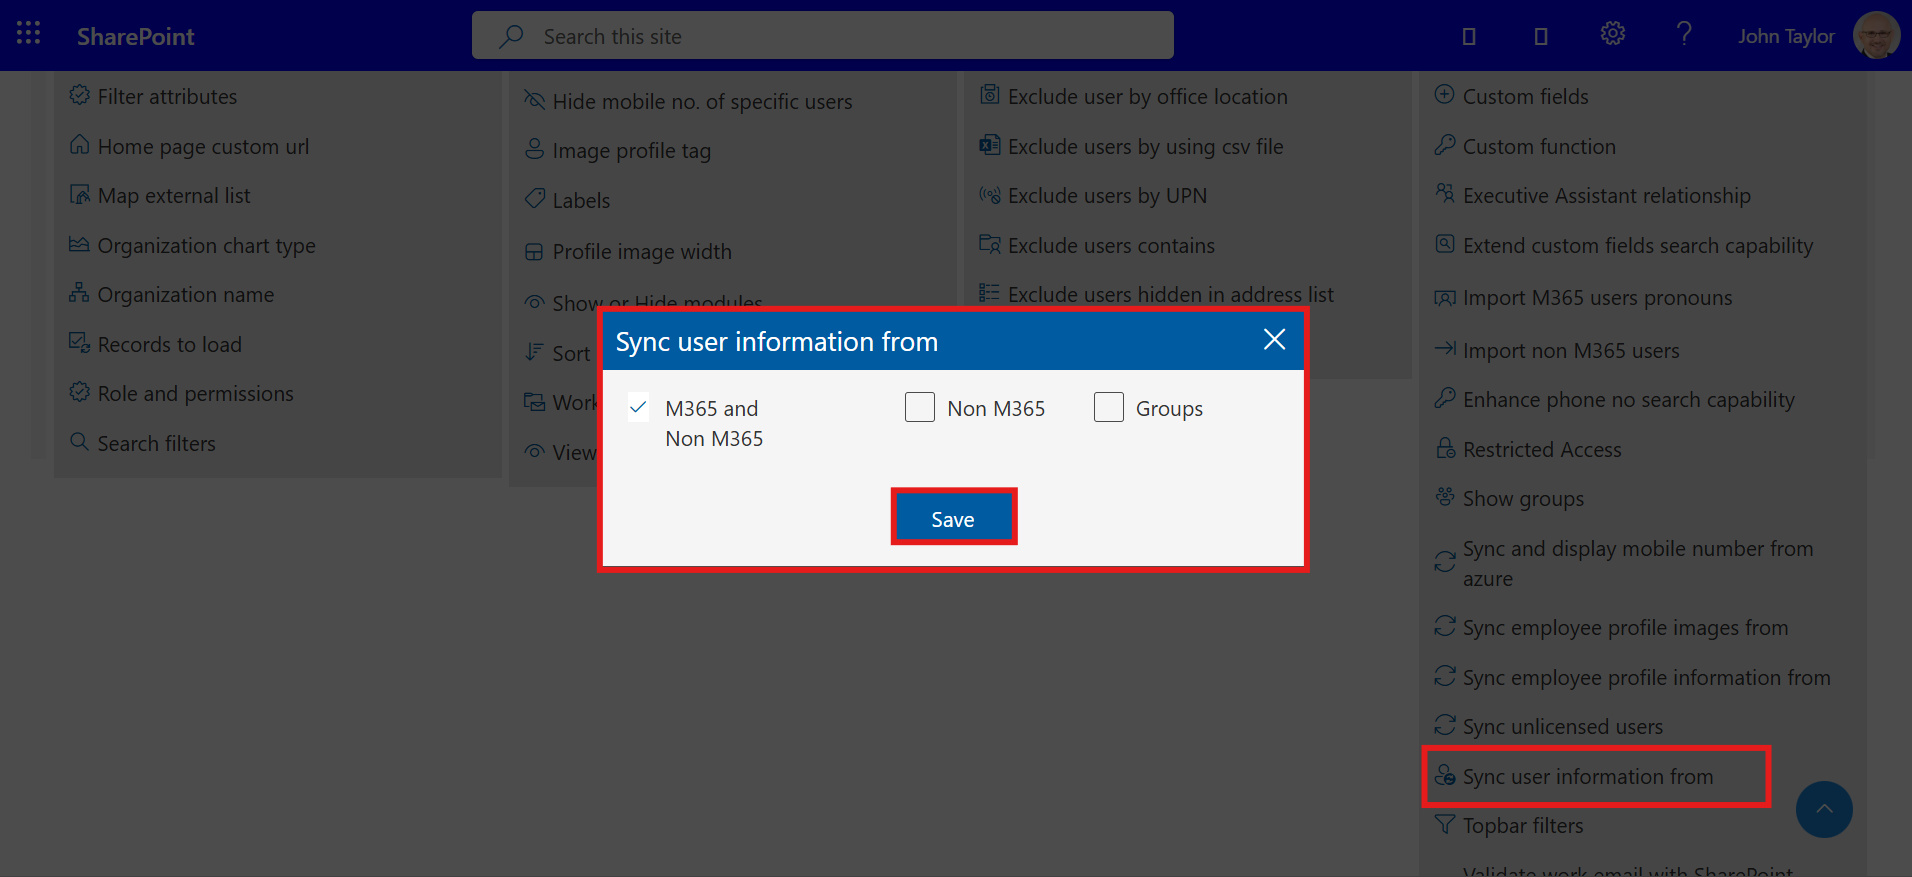 SharePoint
Search this site
John Taylor
Filter attributes
Home page custom url
Map external list
Organization chart type
Organization name
Records to load
Role and permissions
Search filters
Hide mobile no. of specific users
Image profile tag
Labels
Profile image width
Show or Hide modules
Sort
Work
View
Exclude user by office location
Exclude users by using csv file
Exclude users by UPN
Exclude users contains
Exclude users hidden in address list
Sync user information from
M365 and
Non M365
Non M365
Groups
Save
Custom fields
Custom function
Executive Assistant relationship
Extend custom fields search capability
Import M365 users pronouns
Import non M365 users
Enhance phone no search capability
Restricted Access
Show groups
Sync and display mobile number from
azure
Sync employee profile images from
Sync employee profile information from
Sync unlicensed users
Sync user information from
Topbar filters
Validate work email with SharePoint